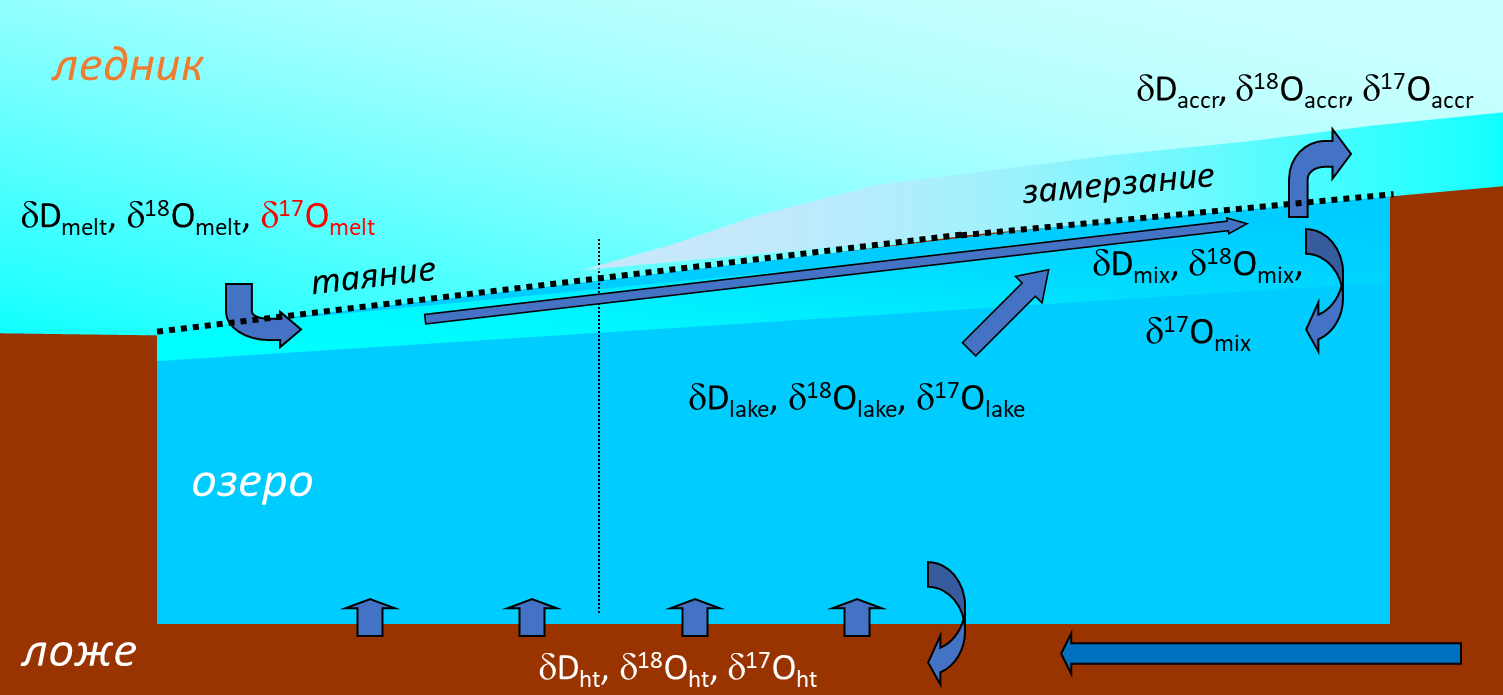 ледник
δDaccr, δ18Oaccr, δ17Oaccr
замерзание
δDmelt, δ18Omelt, δ17Omelt
таяние
δDmix, δ18Omix,
δ17Omix
δDlake, δ18Olake, δ17Olake
озеро
ложе
δDht, δ18Oht, δ17Oht